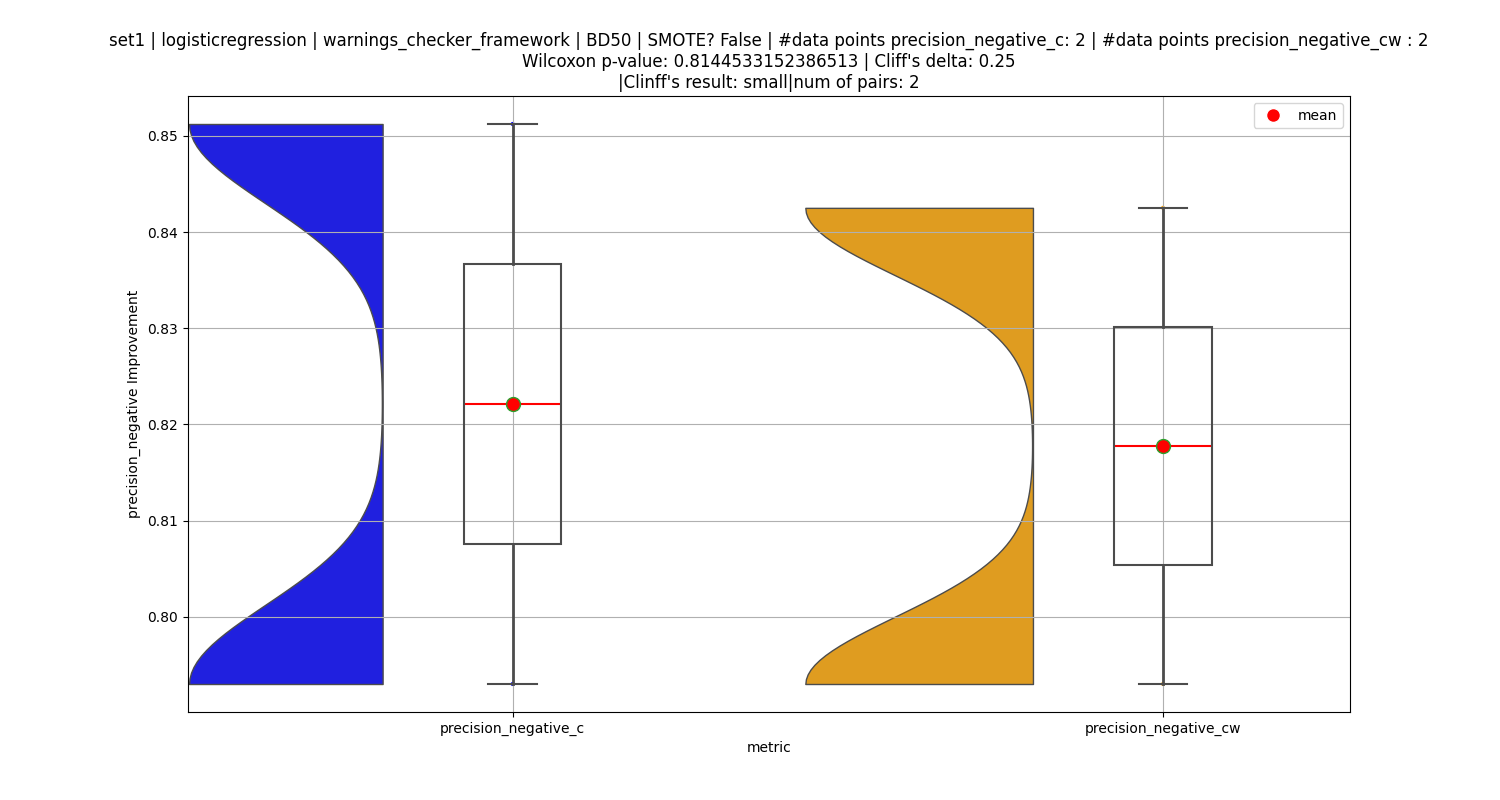 set1 | logisticregression | warnings_checker_framework | BD50 | SMOTE? False | #data points precision_negative_c: 2 | #data points precision_negative_cw : 2
Wilcoxon p-value: 0.8144533152386513 | Cliff's delta: 0.25
|Clinff's result: small|num of pairs: 2
mean
0.85
0.84
0.83
0.82
0.81
0.80
precision_negative Improvement
precision_negative_c
precision_negative_cw
metric